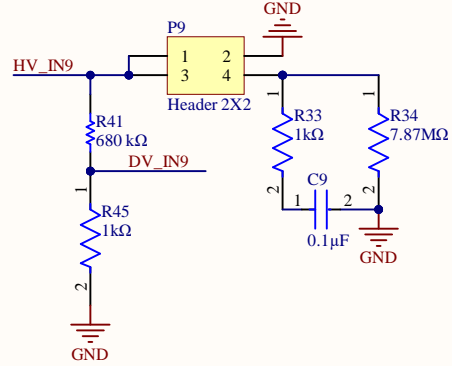 GND
P9
HV_IN9
1 2
3 4
Header 2X2
R41
680 kΩ
1
R33
1kΩ
1
R34
7.87MΩ
DV_IN9
1
R45
1kΩ
2
C9
2
1 2
0.1µF
GND
2
GND